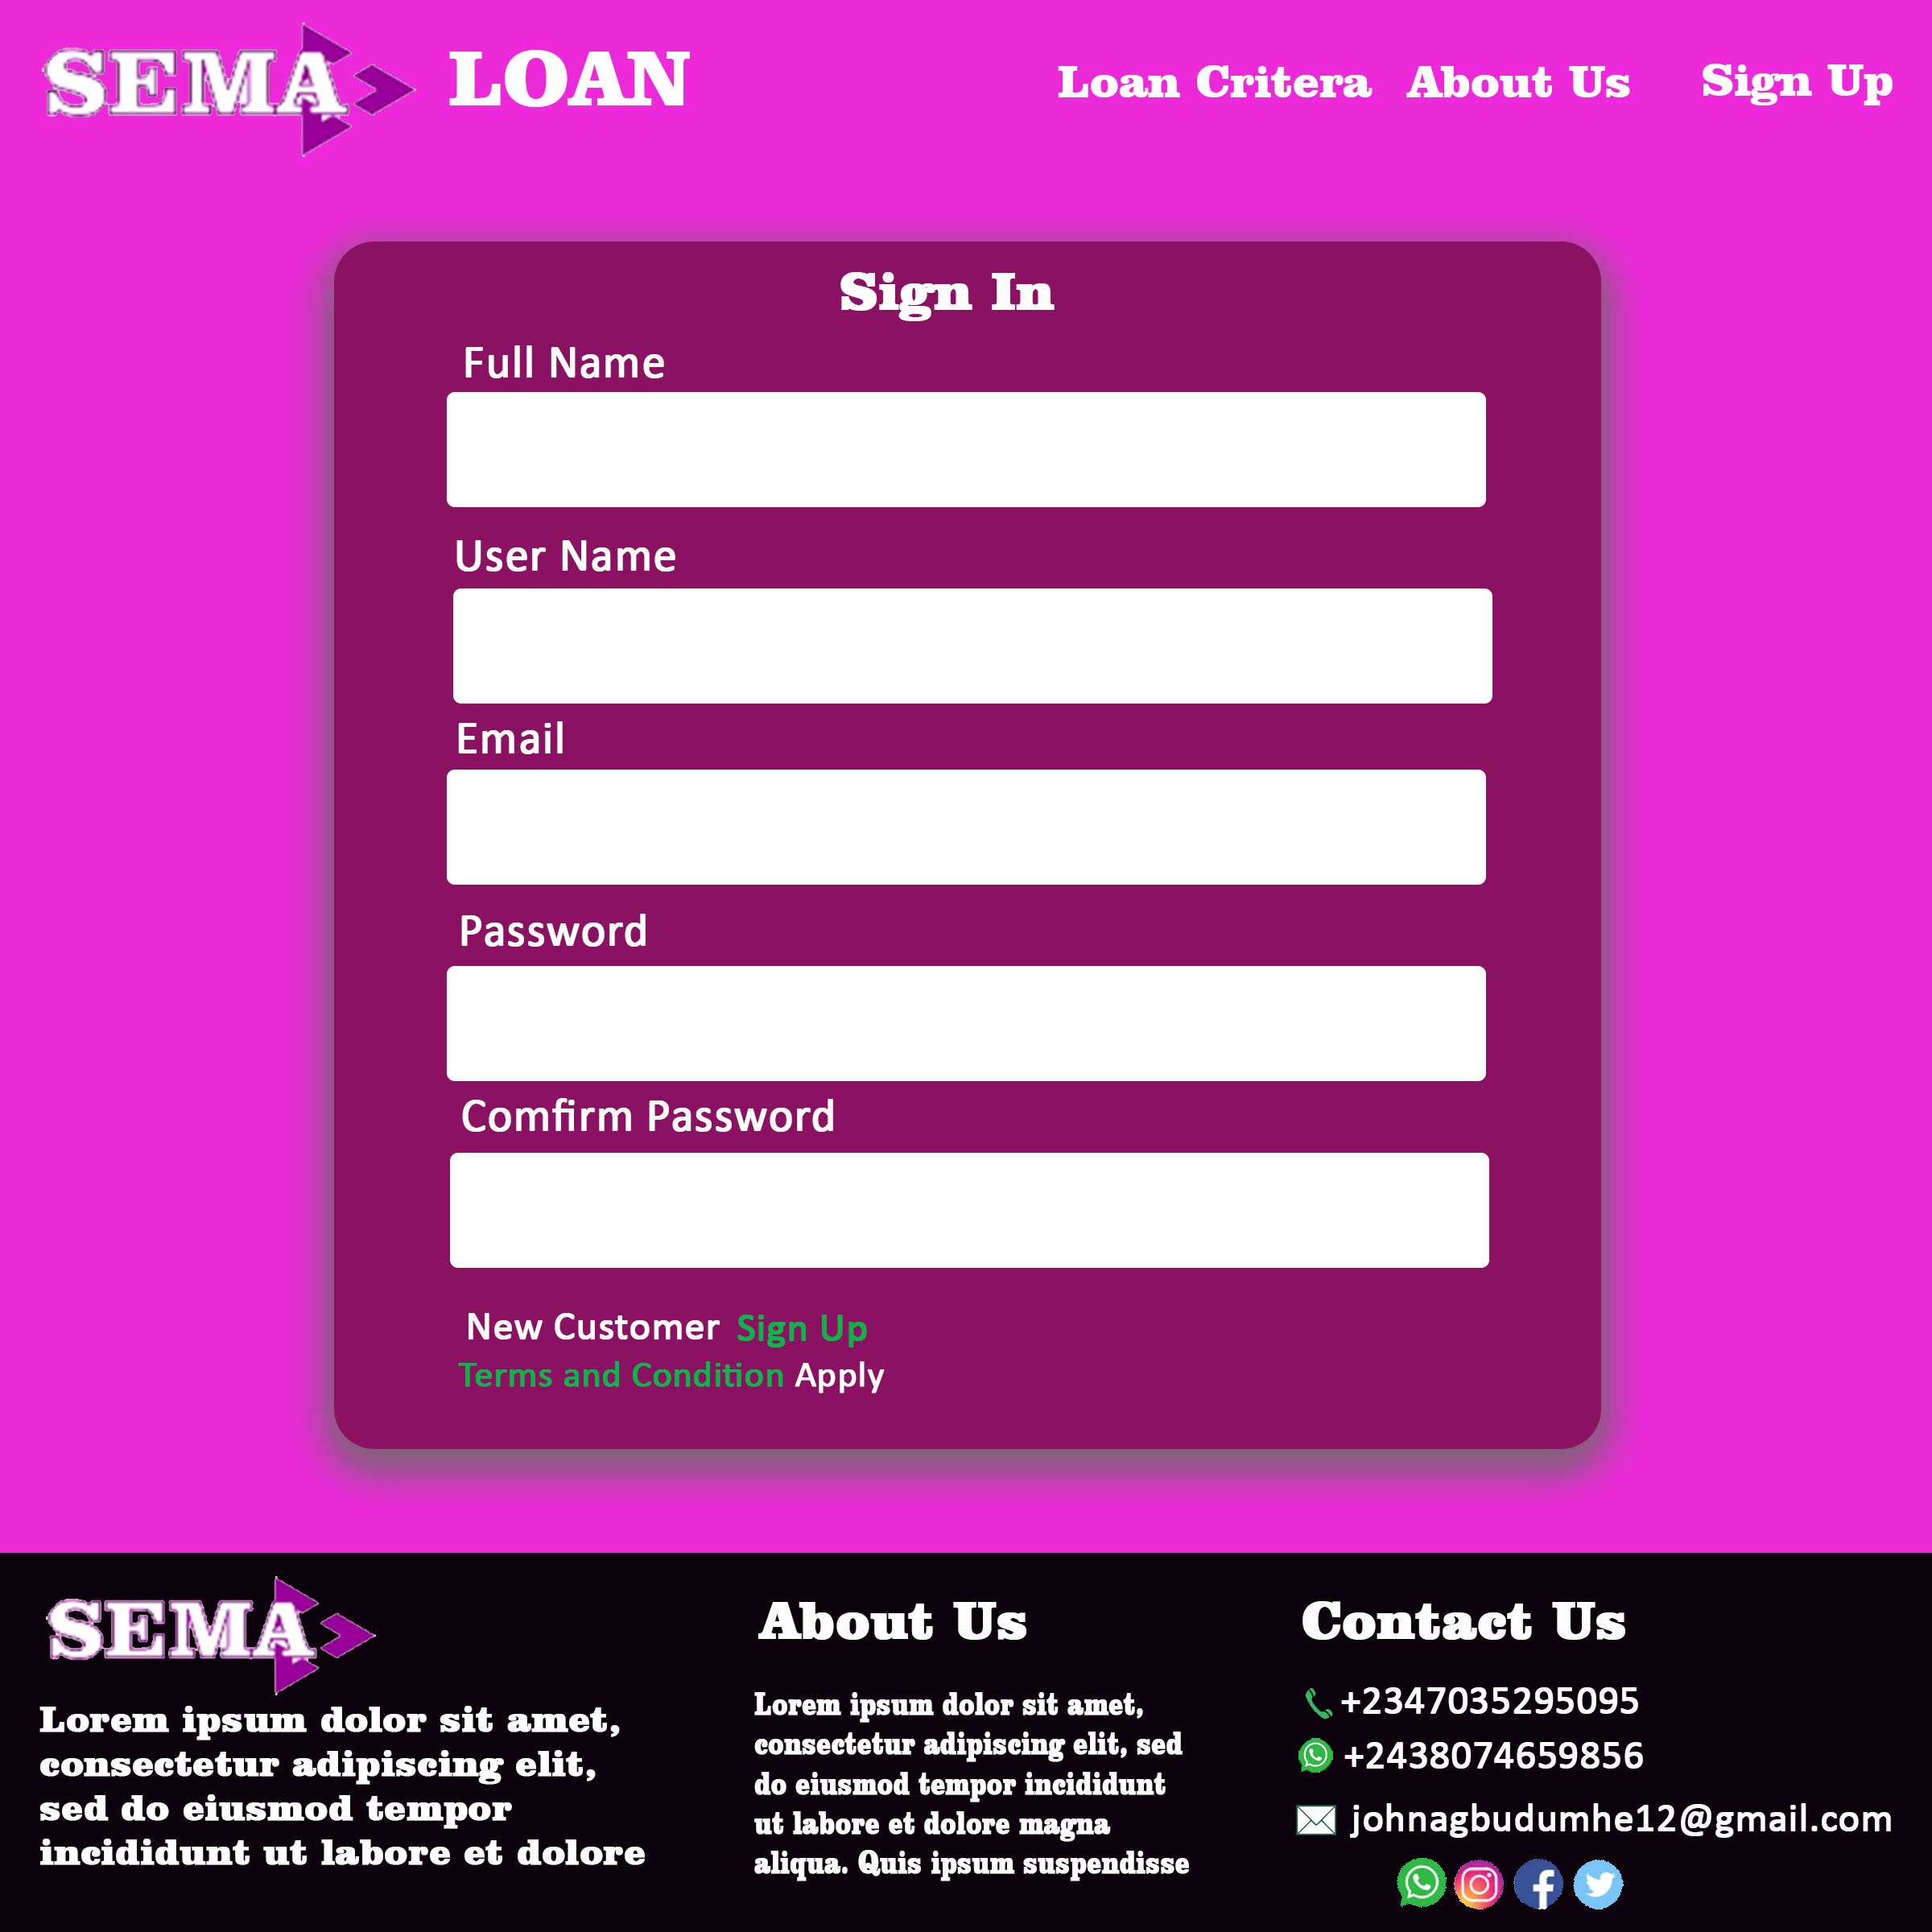 SEMA LOAN
Loan Critera About Us Sign Up
Sign In
Full Name
User Name
Email
Password
Comfirm Password
New Customer Sign Up
Terms and Condition Apply
SEMA
Lorem ipsum dolor sit amet,
consectetur adipiscing elit,
sed do eiusmod tempor
incididunt ut labore et dolore
About Us
Lorem ipsum dolor sit amet,
consectetur adipiscing elit, sed
do eiusmod tempor incididunt
ut labore et dolore magna
aliqua. Quis ipsum suspendisse
Contact Us
+2347035295095
+2438074659856
johnagbudumhe12@gmail.com